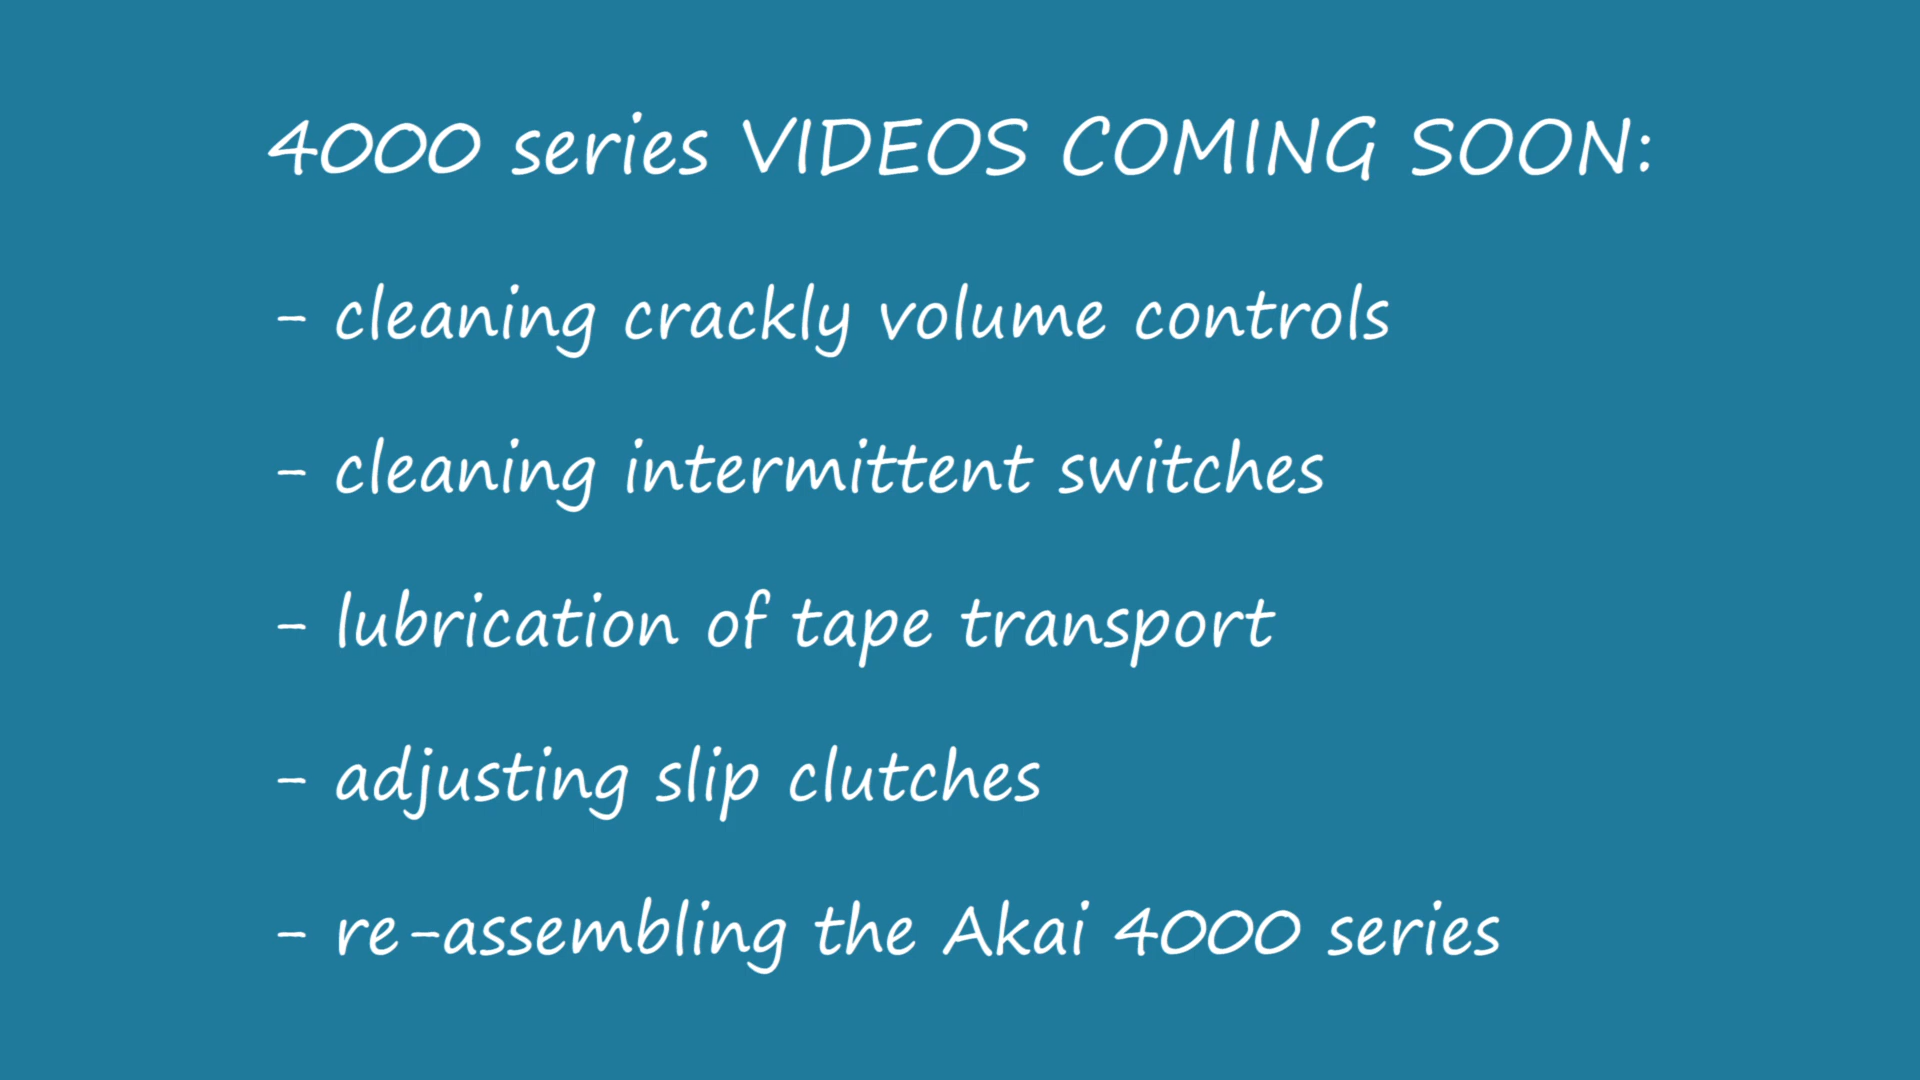 4000 series VIDEOS COMING SOON:
- cleaning crackly volume controls
- cleaning intermittent switches
- lubrication of tape transport
- adjusting slip clutches
- re-assembling the Akai 4000 series